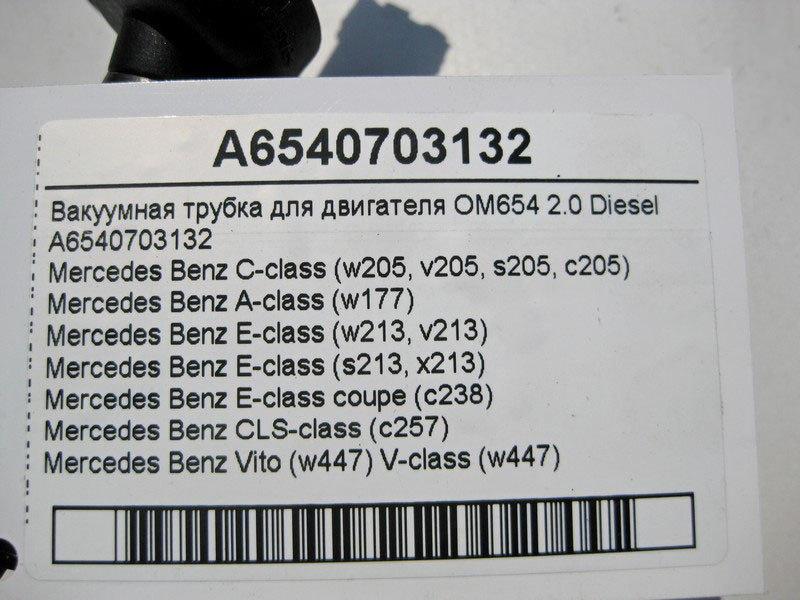 A6540703132
Вакуумная трубка для двигателя OM654 2.0 Diesel
A6540703132
Mercedes Benz C-class (w205, v205, s205, c205)
Mercedes Benz A-class (w177)
Mercedes Benz E-class (w213, v213)
Mercedes Benz E-class (s213, x213)
Mercedes Benz E-class coupe (c238)
Mercedes Benz CLS-class (c257)
Mercedes Benz Vito (w447) V-class (w447)